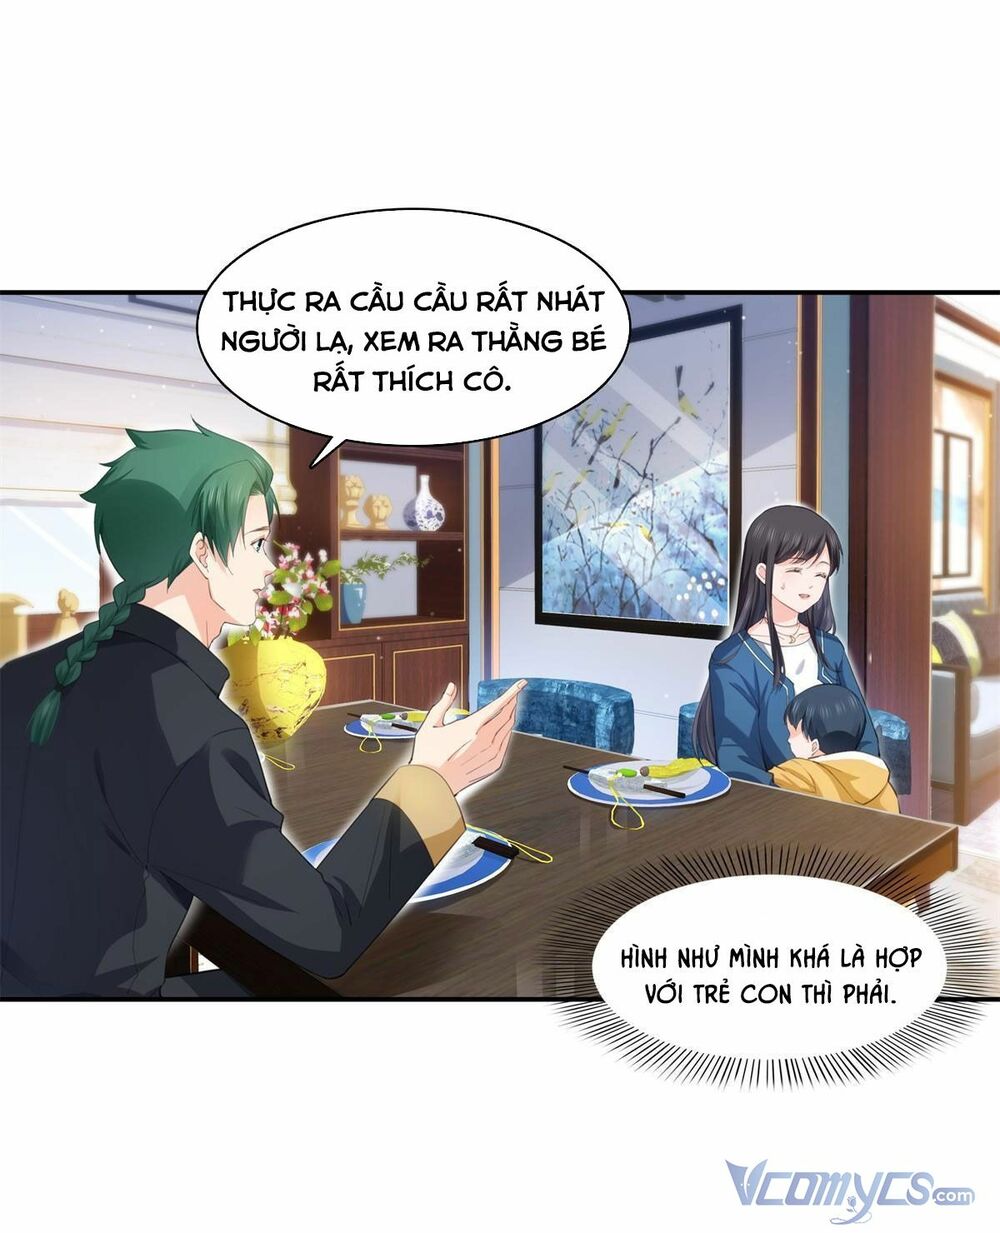 THỰC RA CẦU CẦU RẤT NHÁT
NGƯỜI LẠ, XEM RA THẰNG BÉ
RẤT THÍCH CÔ.
HÌNH NHƯ MÌNH KHÁ LÀ HỢP
VỚI TRẺ CON THÌ PHẢI.
VCOMYCS.com